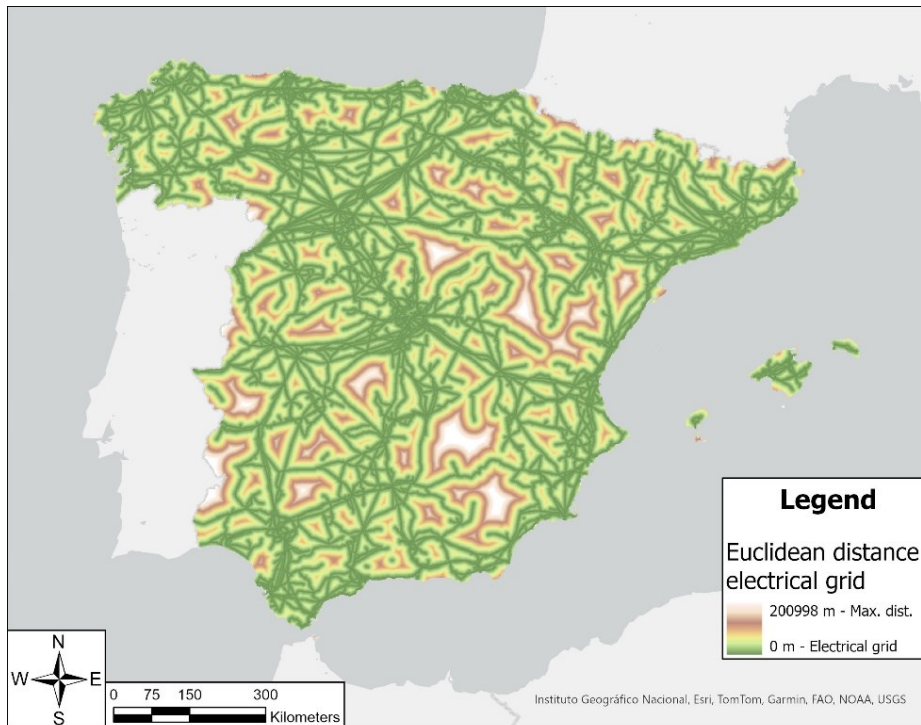 Legend
Euclidean distance
electrical grid
200998 m - Max. dist.
0 m - Electrical grid
N
W E
S
0 75 150 300
Kilometers
Instituto Geográfico Nacional, Esri, TomTom, Garmin, FAO, NOAA, USGS